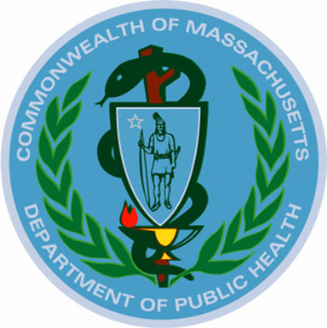 COMMONWEALTH OF MASSACHUSETTS
DEPARTMENT OF PUBLIC HEALTH